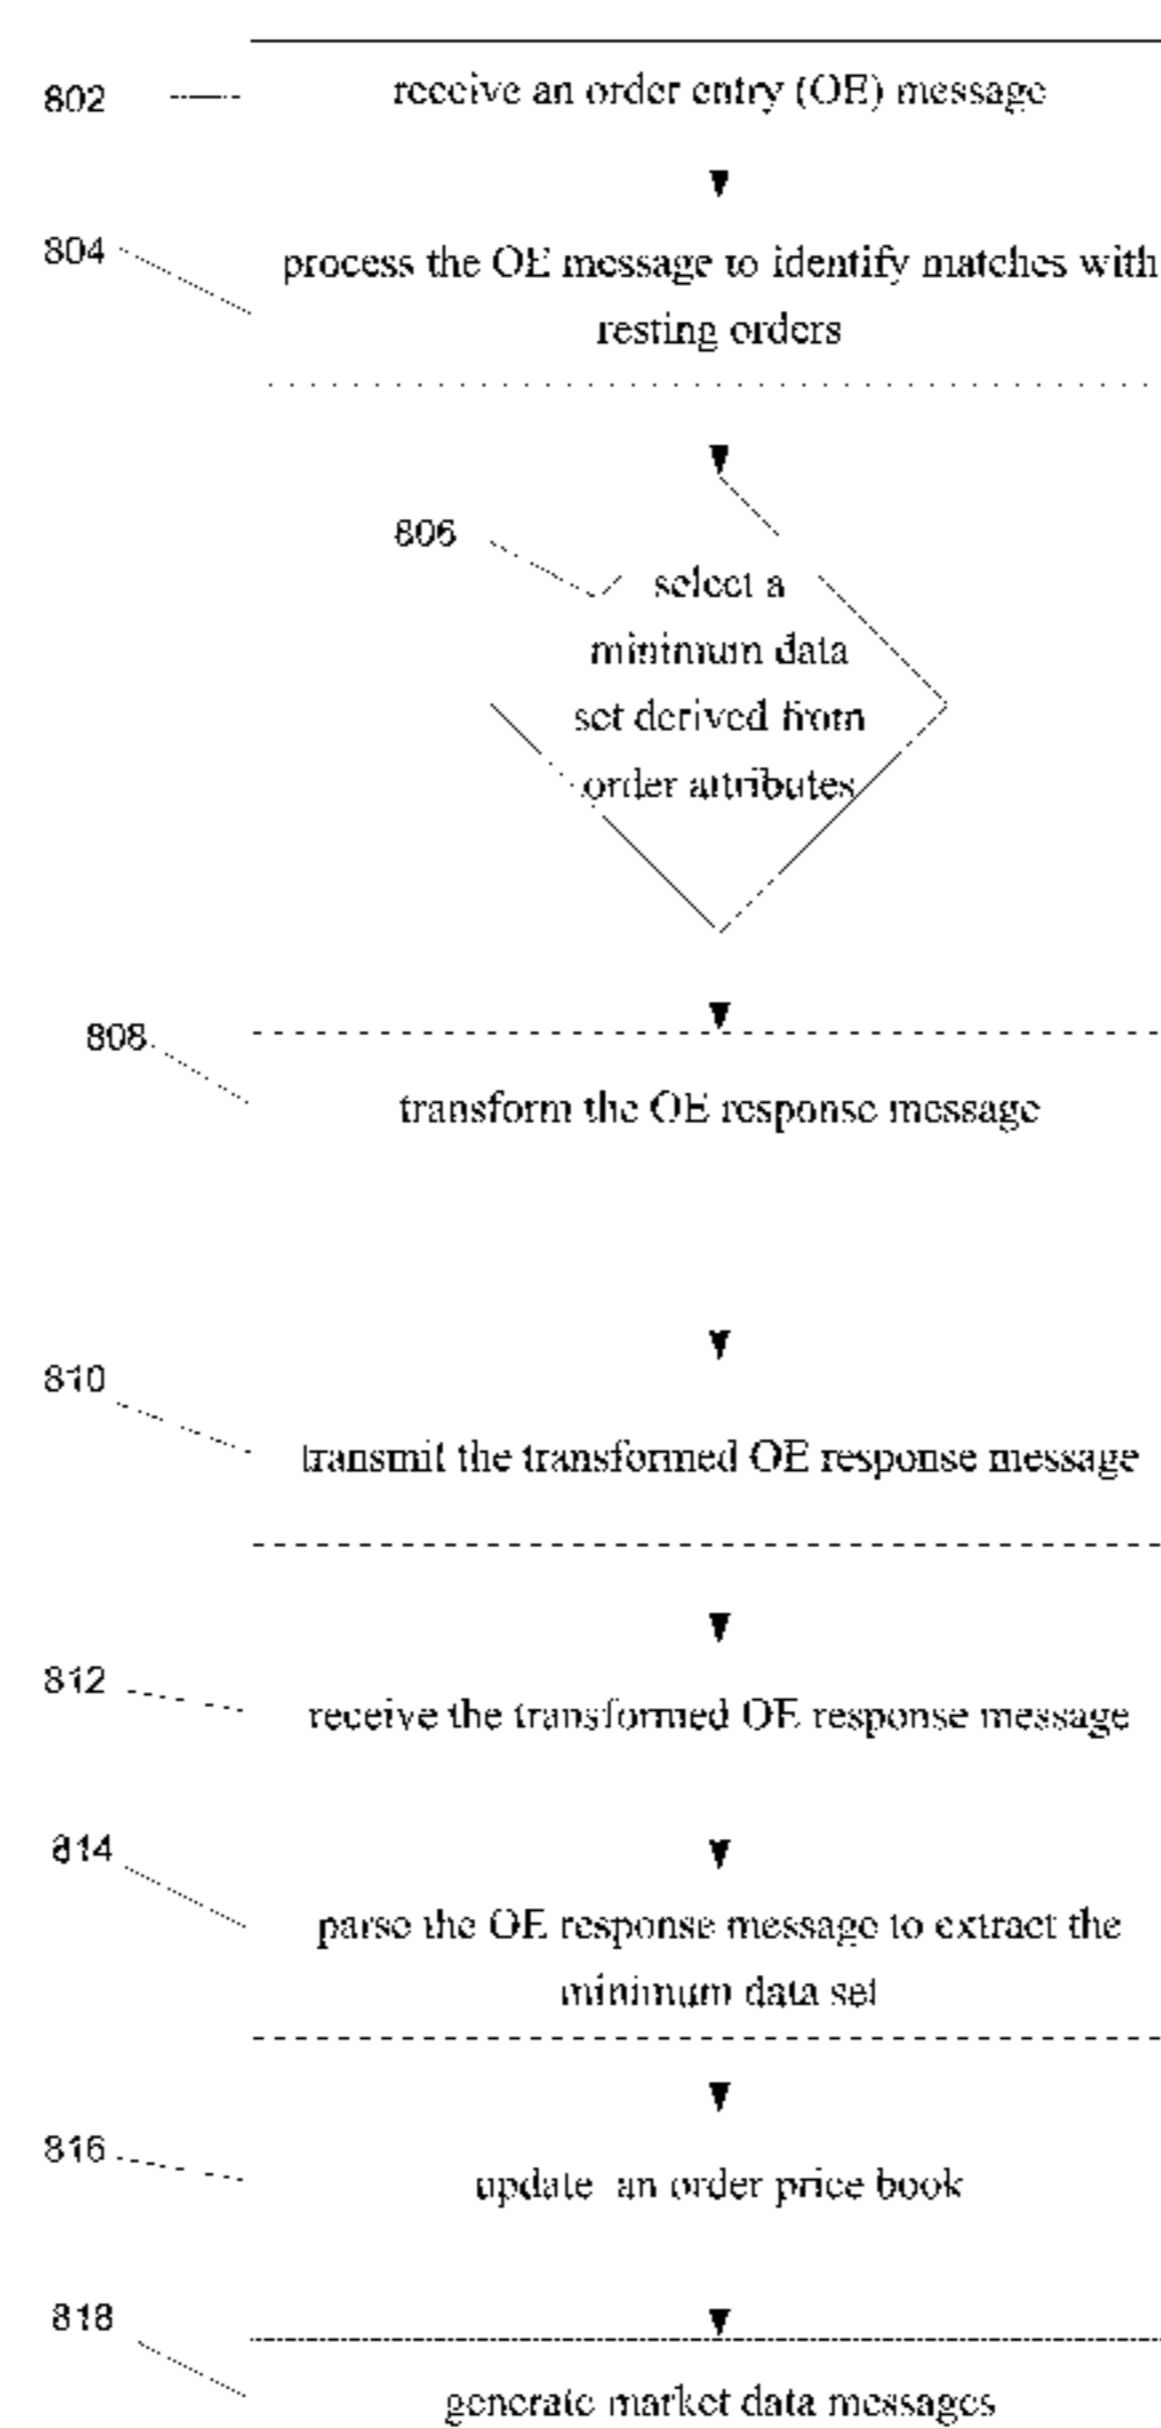 802 receive an order entry (OE) message
804 process the OE message to identify matches with
resting orders
806 select a
minimum data
set derived from
order attributes
808 transform the OE response message
810 transmit the transformed OE response message
812 receive the transformed OE response message
814 parse the OE response message to extract the
minimum data set
816 update an order price book
818 generate market data messages